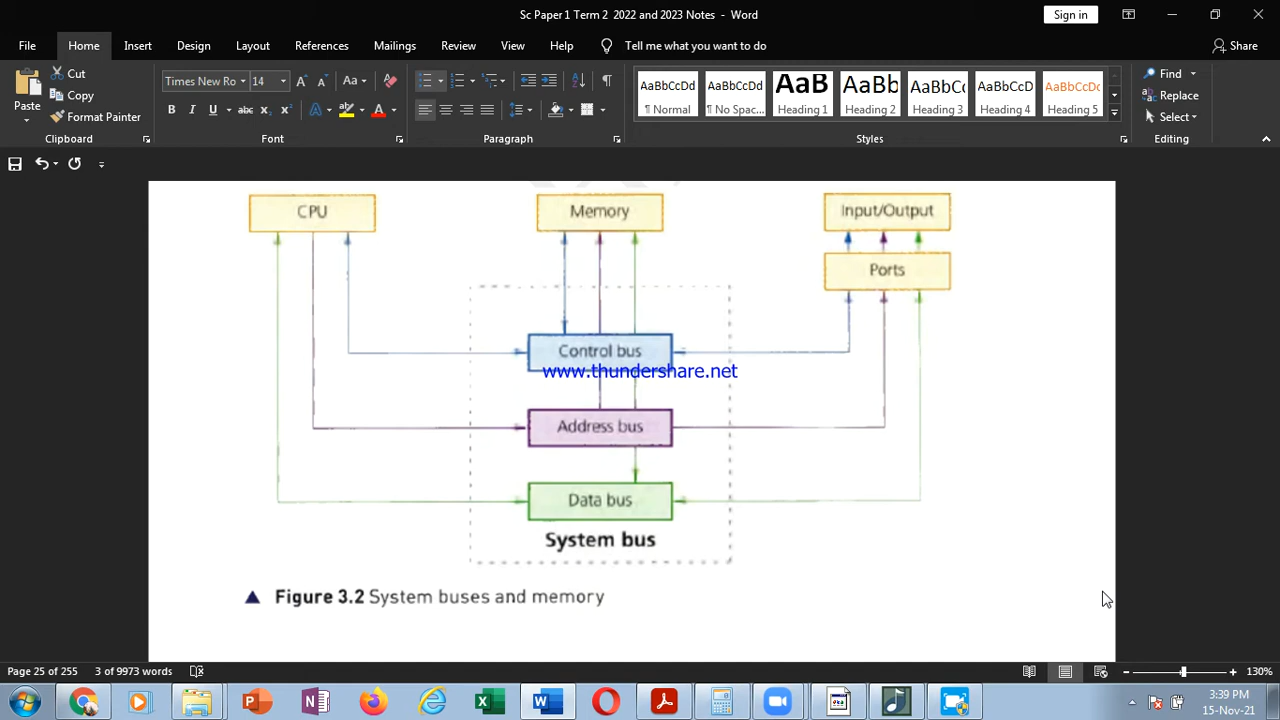 Sc Paper 1 Term 2 2022 and 2023 Notes - Word
Sign in
File Home Insert Design Layout References Mailings Review View Help Tell me what you want to do Share
Paste
Cut
Copy
Format Painter
Clipboard
Times New Ro 14
Font
Paragraph
AaBbCcDd
¶ Normal
AaBbCcDd
¶ No Spac...
AaB
Heading 1
AaBb
Heading 2
AaBbCcD
Heading 3
AaBbCcD
Heading 4
AaBbCcDc
Heading 5
Styles
Find
Replace
Select
Editing
CPU
Memory
Input/Output
Ports
Control bus
www.thundershare.net
Address bus
Data bus
System bus
▲ Figure 3.2 System buses and memory
Page 25 of 255 3 of 9973 words
130%
3:39 PM
15-Nov-21